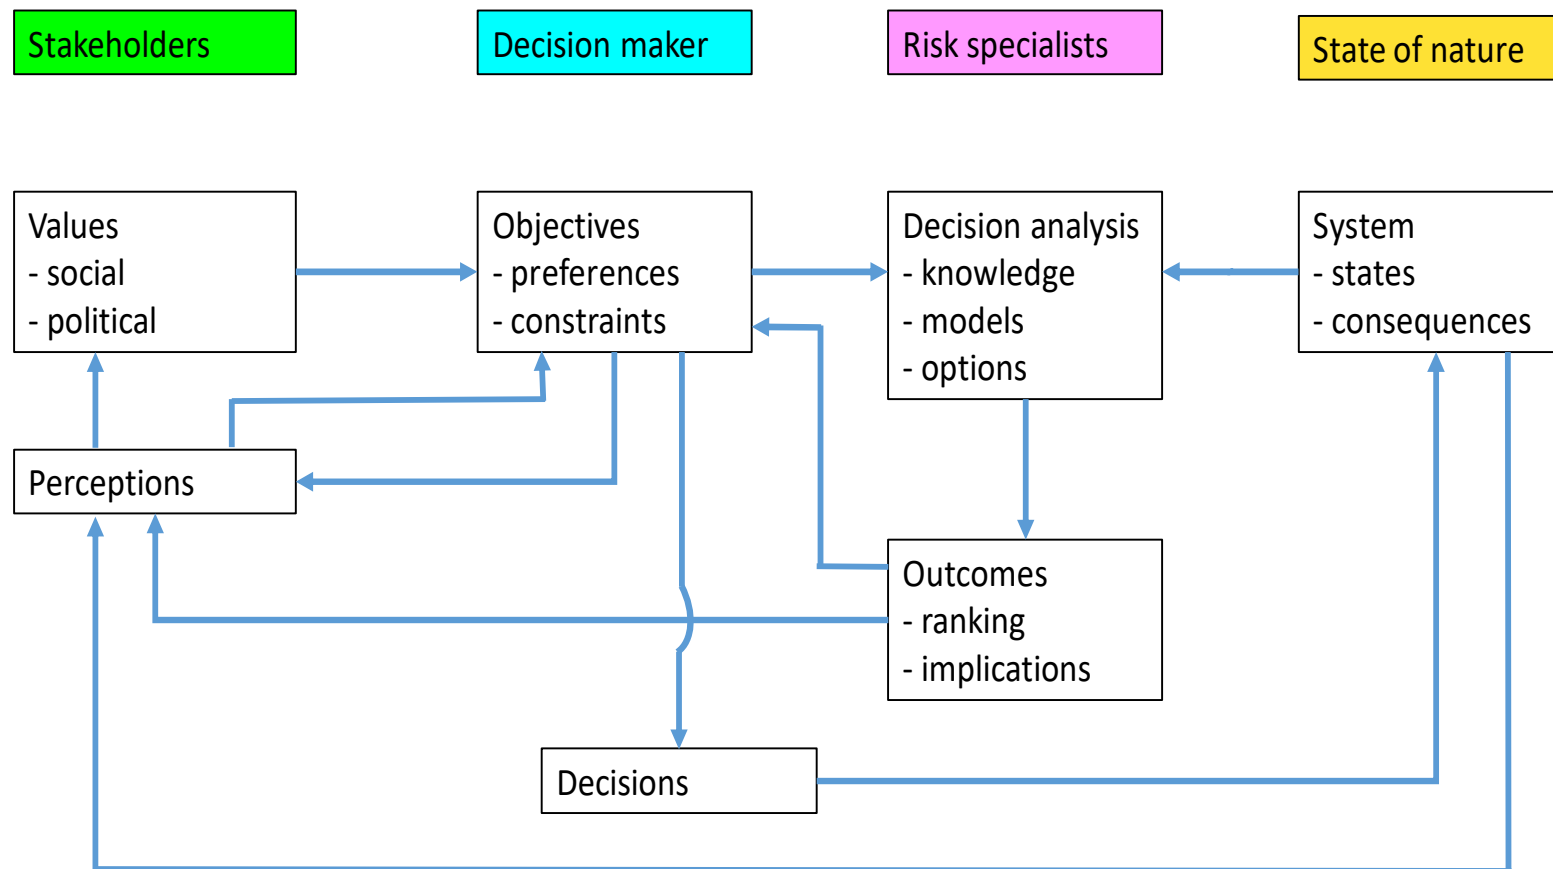 Stakeholders
Decision maker
Risk specialists
State of nature
Values
- social
- political
Objectives
- preferences
- constraints
Decision analysis
- knowledge
- models
- options
System
- states
- consequences
Perceptions
Outcomes
- ranking
- implications
Decisions